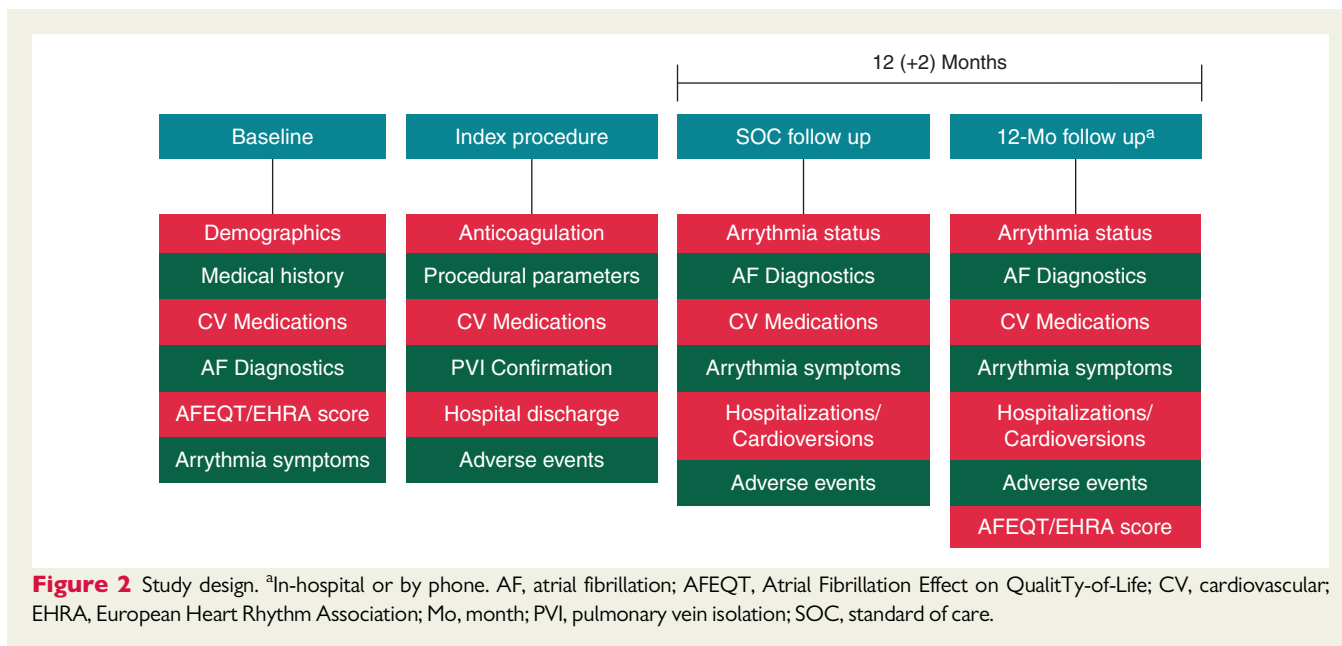 12 (+2) Months
Baseline
Index procedure
SOC follow up
12-Mo follow upᵃ
Demographics
Medical history
CV Medications
AF Diagnostics
AFEQT/EHRA score
Arrythmia symptoms
Anticoagulation
Procedural parameters
CV Medications
PVI Confirmation
Hospital discharge
Adverse events
Arrythmia status
AF Diagnostics
CV Medications
Arrythmia symptoms
Hospitalizations/
Cardioversions
Adverse events
Arrythmia status
AF Diagnostics
CV Medications
Arrythmia symptoms
Hospitalizations/
Cardioversions
Adverse events
AFEQT/EHRA score
Figure 2 Study design. ᵃIn-hospital or by phone. AF, atrial fibrillation; AFEQT, Atrial Fibrillation Effect on QualitTy-of-Life; CV, cardiovascular;
EHRA, European Heart Rhythm Association; Mo, month; PVI, pulmonary vein isolation; SOC, standard of care.